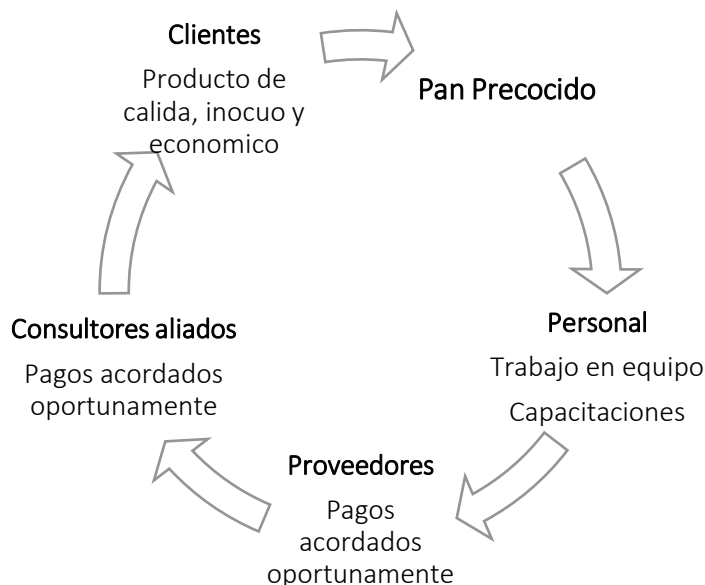 Clientes
Producto de
calida, inocuo y
economico
Pan Precocido
Personal
Trabajo en equipo
Capacitaciones
Proveedores
Pagos
acordados
oportunamente
Consultores aliados
Pagos acordados
oportunamente